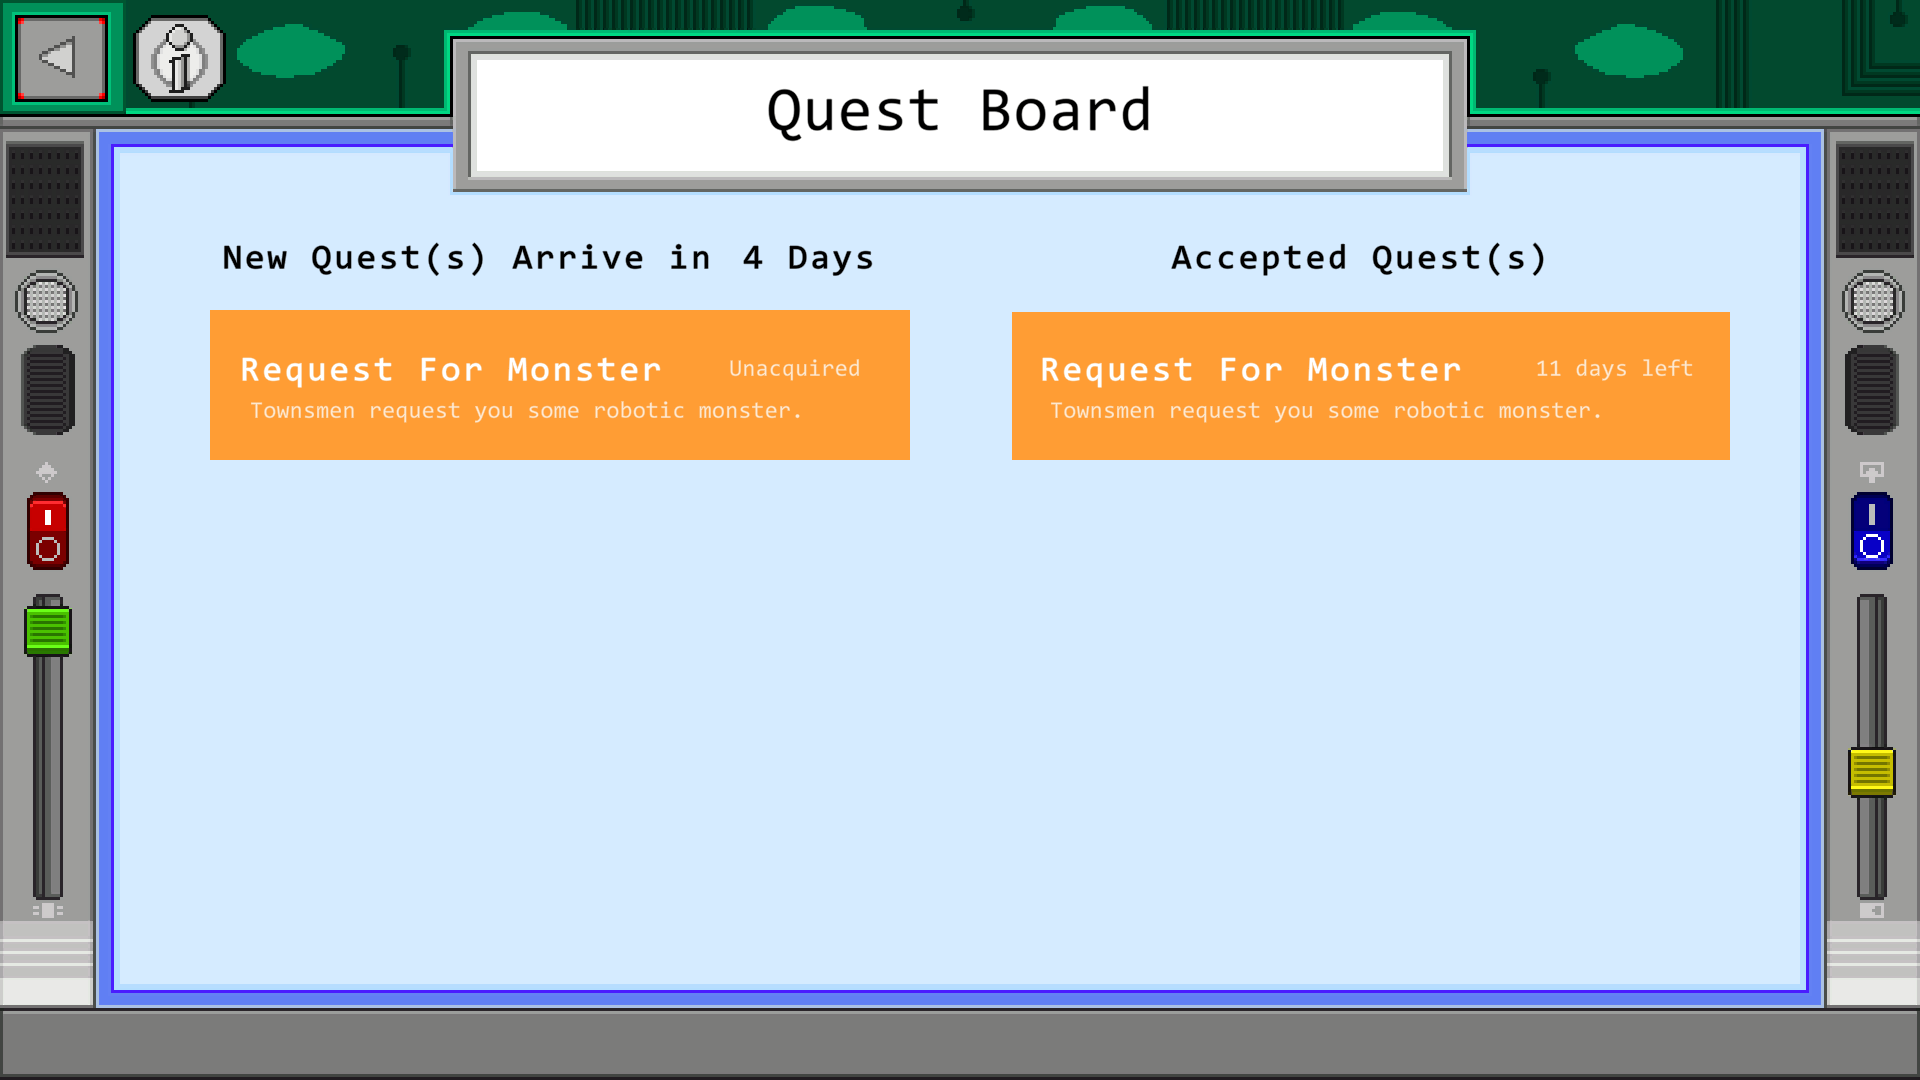 Quest Board
New Quest(s) Arrive in 4 Days
Request For Monster Unacquired
Townsmen request you some robotic monster.
Accepted Quest(s)
Request For Monster 11 days left
Townsmen request you some robotic monster.